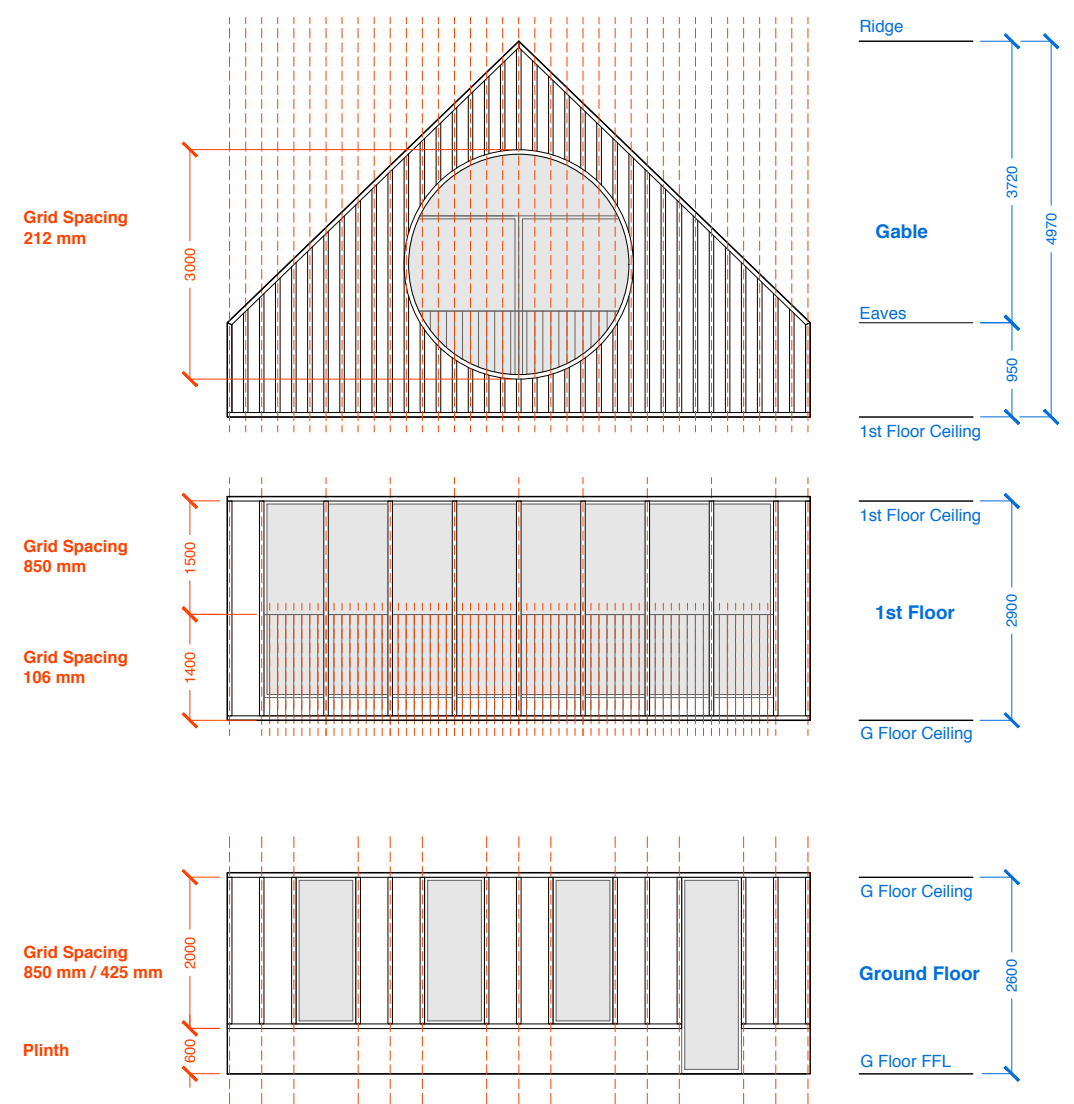 Ridge
Grid Spacing
212 mm
3000
Gable
3720
4970
Eaves
950
1st Floor Ceiling
1st Floor Ceiling
Grid Spacing
850 mm
1500
1st Floor
2900
Grid Spacing
106 mm
1400
G Floor Ceiling
G Floor Ceiling
Grid Spacing
850 mm / 425 mm
2000
Ground Floor
2600
Plinth
600
G Floor FFL